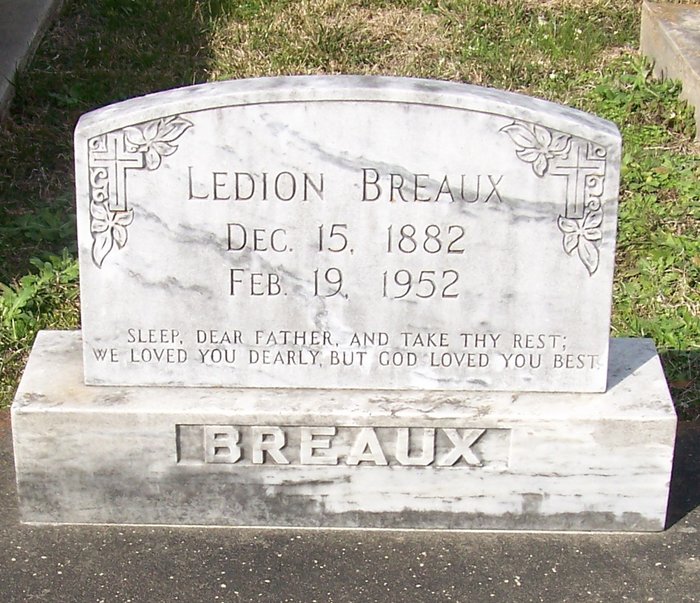 LEDION BREAUX
DEC. 15, 1882
FEB. 19, 1952
SLEEP, DEAR FATHER, AND TAKE THY REST;
WE LOVED YOU DEARLY, BUT GOD LOVED YOU BEST.
BREAUX